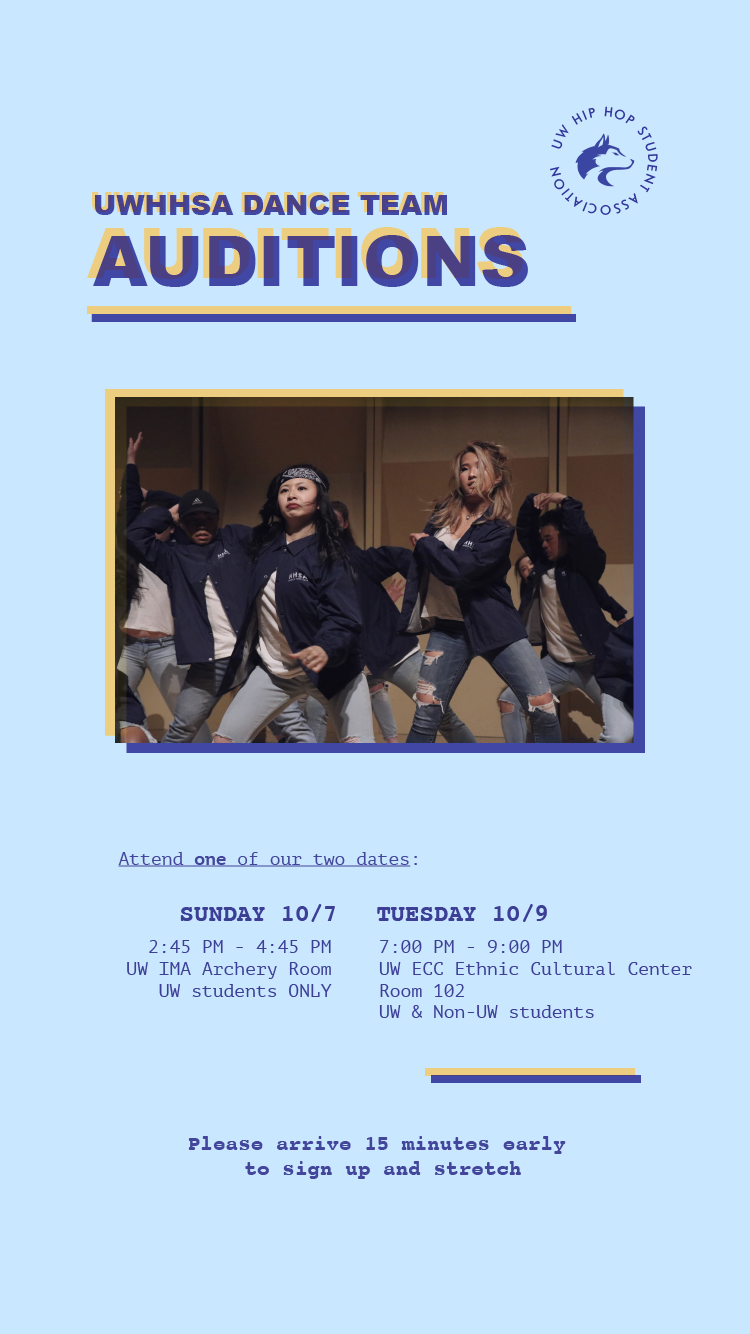 UW HIP HOP STUDENT ASSOCIATION
UWHHSA DANCE TEAM
AUDITIONS
HHSA
Attend one of our two dates:
SUNDAY 10/7
2:45 PM - 4:45 PM
UW IMA Archery Room
UW students ONLY
TUESDAY 10/9
7:00 PM - 9:00 PM
UW ECC Ethnic Cultural Center
Room 102
UW & Non-UW students
Please arrive 15 minutes early
to sign up and stretch